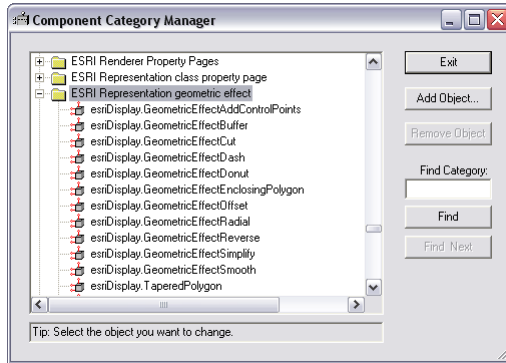 Component Category Manager
ESRI Renderer Property Pages
ESRI Representation class property page
ESRI Representation geometric effect
esriDisplay.GeometricEffectAddControlPoints
esriDisplay.GeometricEffectBuffer
esriDisplay.GeometricEffectCut
esriDisplay.GeometricEffectDash
esriDisplay.GeometricEffectDonut
esriDisplay.GeometricEffectEnclosingPolygon
esriDisplay.GeometricEffectOffset
esriDisplay.GeometricEffectRadial
esriDisplay.GeometricEffectReverse
esriDisplay.GeometricEffectSimplify
esriDisplay.GeometricEffectSmooth
esriDisplay.TaperedPolygon
Tip: Select the object you want to change.
Exit
Add Object...
Remove Object
Find Category:
Find
Find Next